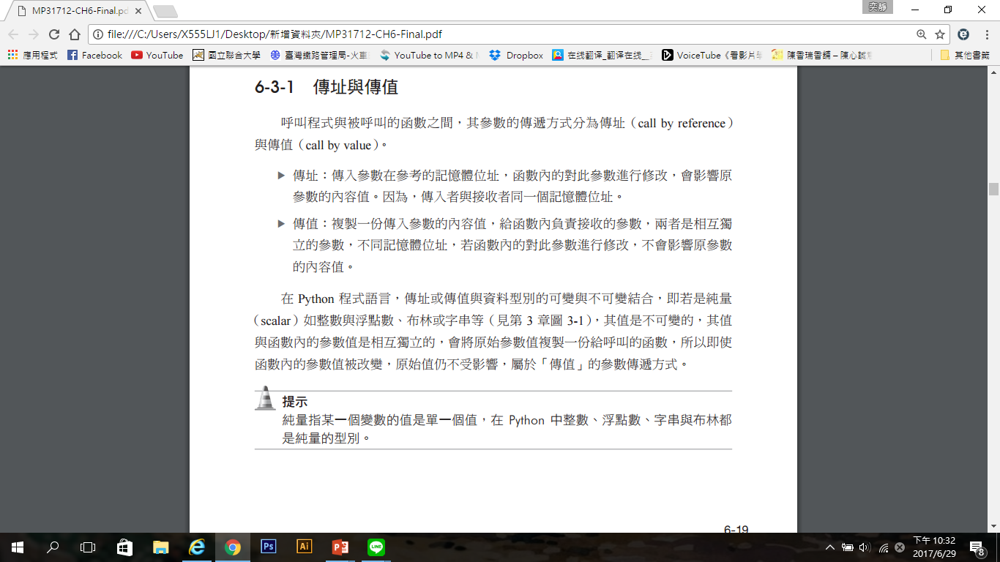 MP31712-CH6-Final.pd
奕靜
file:///C:/Users/X555LJ1/Desktop/新增資料夾/MP31712-CH6-Final.pdf
應用程式 Facebook YouTube 國立聯合大學 臺灣鐵路管理局-火車 YouTube to MP4 & Dropbox 在线翻译_翻译在线__ VoiceTube《看影片學 陳香瑞香舖 – 陳心誠 其他書籤
6-3-1 傳址與傳值
呼叫程式與被呼叫的函數之間，其參數的傳遞方式分為傳址（call by reference）
與傳值（call by value）。
▶ 傳址：傳入參數在參考的記憶體位址，函數內的對此參數進行修改，會影響原
參數的內容值。因為，傳入者與接收者同一個記憶體位址。
▶ 傳值：複製一份傳入參數的內容值，給函數內負責接收的參數，兩者是相互獨
立的參數，不同記憶體位址，若函數內的對此參數進行修改，不會影響原參數
的內容值。
在 Python 程式語言，傳址或傳值與資料型別的可變與不可變結合，即若是純量
（scalar）如整數與浮點數、布林或字串等（見第 3 章圖 3-1），其值是不可變的，其值
與函數內的參數值是相互獨立的，會將原始參數值複製一份給呼叫的函數，所以即使
函數內的參數值被改變，原始值仍不受影響，屬於「傳值」的參數傳遞方式。
提示
純量指某一個變數的值是單一個值，在 Python 中整數、浮點數、字串與布林都
是純量的型別。
6-19
Ps Ai LINE
下午 10:32
2017/6/29
8